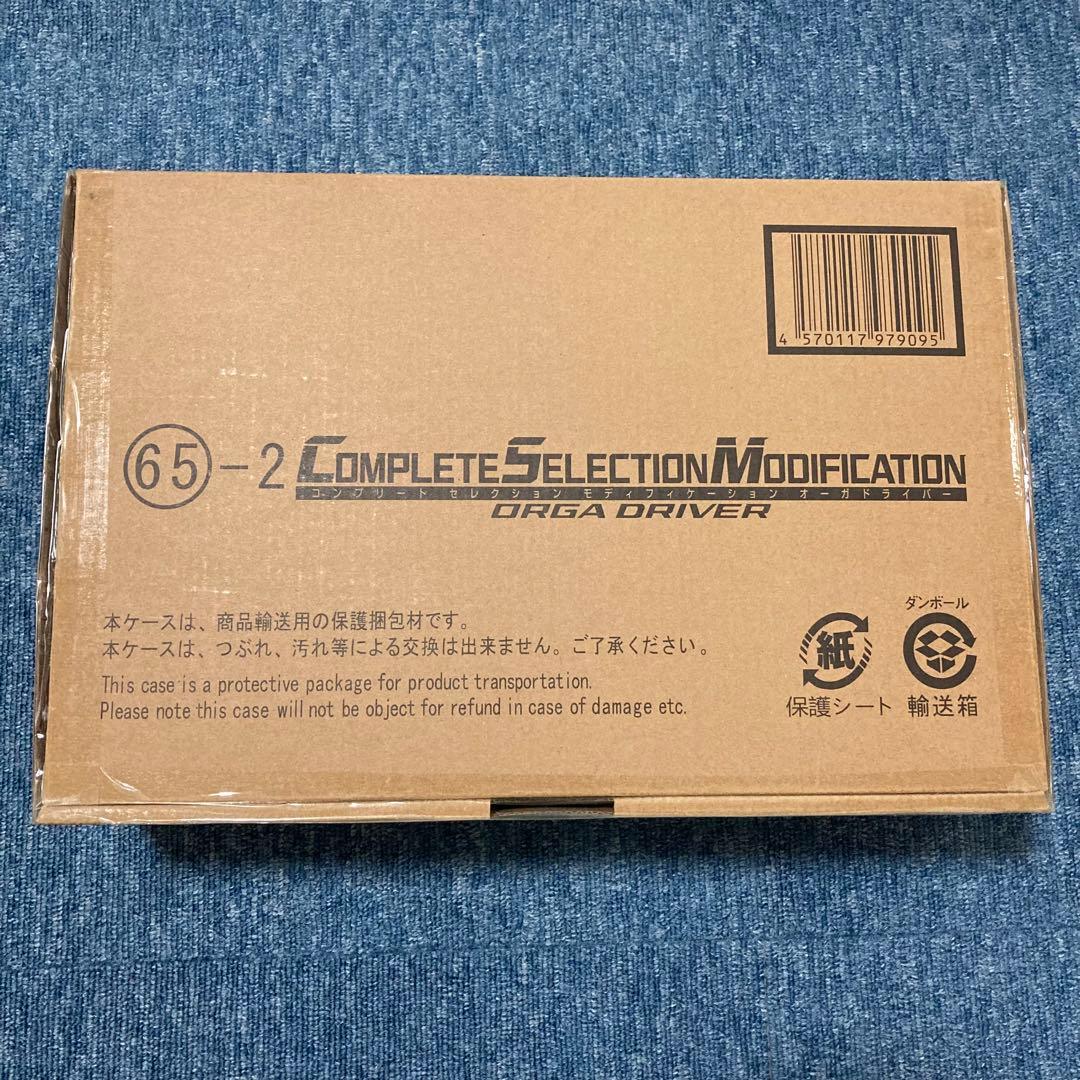 4 570117 979095
65-2 COMPLETE SELECTION MODIFICATION
コンプリート セレクション モディフィケーション オーガドライバー
ORGA DRIVER
本ケースは、商品輸送用の保護梱包材です。
本ケースは、つぶれ、汚れ等による交換は出来ません。ご了承ください。
This case is a protective package for product transportation.
Please note this case will not be object for refund in case of damage etc.
紙
保護シート
ダンボール
輸送箱